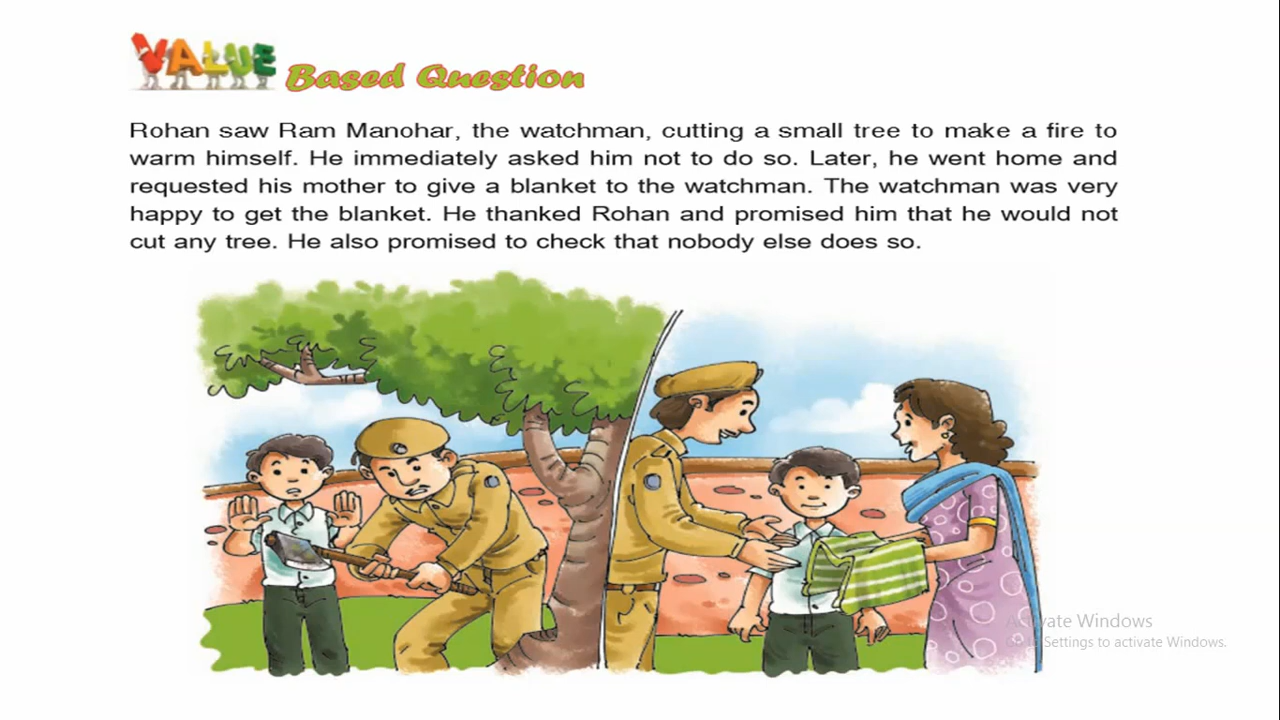 VALUE Based Question
Rohan saw Ram Manohar, the watchman, cutting a small tree to make a fire to
warm himself. He immediately asked him not to do so. Later, he went home and
requested his mother to give a blanket to the watchman. The watchman was very
happy to get the blanket. He thanked Rohan and promised him that he would not
cut any tree. He also promised to check that nobody else does so.
Activate Windows
Settings to activate Windows.